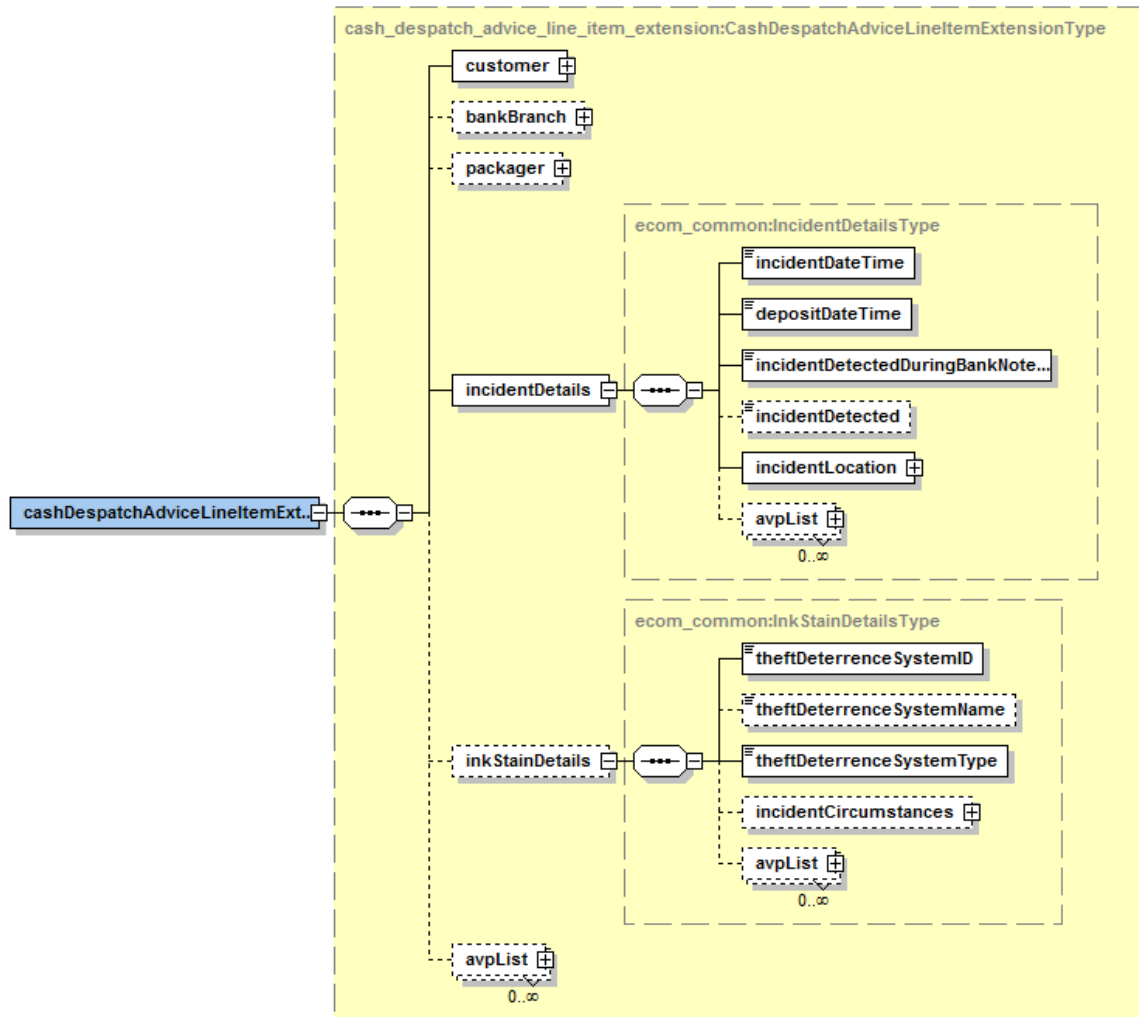 cash_despatch_advice_line_item_extension:CashDespatchAdviceLineItemExtensionType
customer
bankBranch
packager
ecom_common:IncidentDetailsType
incidentDateTime
depositDateTime
incidentDetectedDuringBankNote...
incidentDetails
incidentDetected
incidentLocation
avpList
0..∞
cashDespatchAdviceLineItemExt...
ecom_common:InkStainDetailsType
theftDeterrenceSystemID
theftDeterrenceSystemName
inkStainDetails
theftDeterrenceSystemType
incidentCircumstances
avpList
0..∞
avpList
0..∞